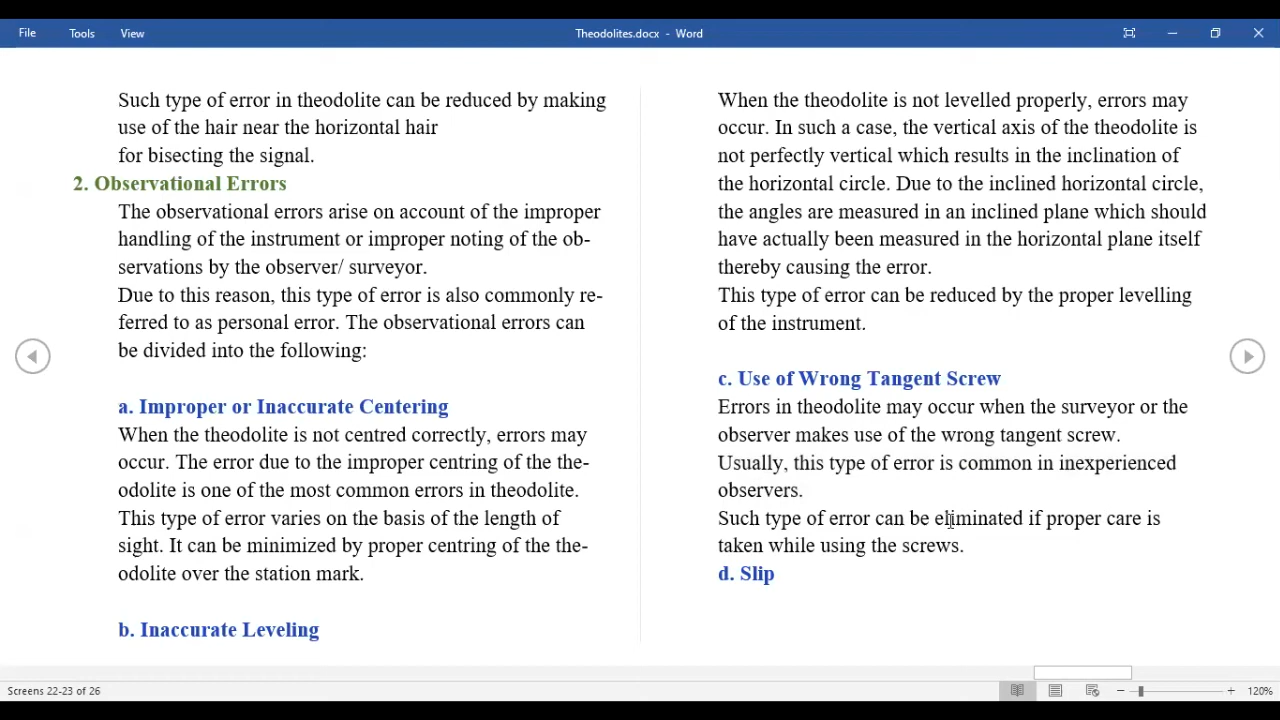 File Tools View Theodolites.docx - Word
Such type of error in theodolite can be reduced by making
use of the hair near the horizontal hair
for bisecting the signal.
2. Observational Errors
The observational errors arise on account of the improper
handling of the instrument or improper noting of the ob-
servations by the observer/ surveyor.
Due to this reason, this type of error is also commonly re-
ferred to as personal error. The observational errors can
be divided into the following:
a. Improper or Inaccurate Centering
When the theodolite is not centred correctly, errors may
occur. The error due to the improper centring of the the-
odolite is one of the most common errors in theodolite.
This type of error varies on the basis of the length of
sight. It can be minimized by proper centring of the the-
odolite over the station mark.
b. Inaccurate Leveling
When the theodolite is not levelled properly, errors may
occur. In such a case, the vertical axis of the theodolite is
not perfectly vertical which results in the inclination of
the horizontal circle. Due to the inclined horizontal circle,
the angles are measured in an inclined plane which should
have actually been measured in the horizontal plane itself
thereby causing the error.
This type of error can be reduced by the proper levelling
of the instrument.
c. Use of Wrong Tangent Screw
Errors in theodolite may occur when the surveyor or the
observer makes use of the wrong tangent screw.
Usually, this type of error is common in inexperienced
observers.
Such type of error can be eliminated if proper care is
taken while using the screws.
d. Slip
Screens 22-23 of 26
120%